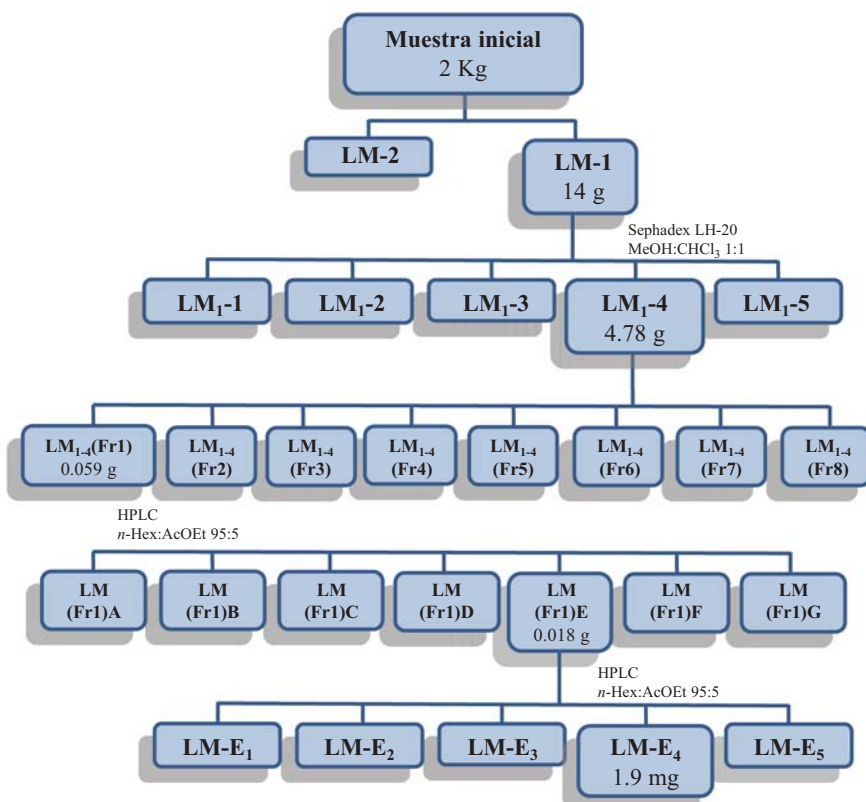 Muestra inicial
2 Kg
LM-2
LM-1
14 g
Sephadex LH-20
MeOH:CHCl₃ 1:1
LM₁-1
LM₁-2
LM₁-3
LM₁-4
4.78 g
LM₁-5
LM₁₋₄(Fr1)
0.059 g
LM₁₋₄
(Fr2)
LM₁₋₄
(Fr3)
LM₁₋₄
(Fr4)
LM₁₋₄
(Fr5)
LM₁₋₄
(Fr6)
LM₁₋₄
(Fr7)
LM₁₋₄
(Fr8)
HPLC
n-Hex:AcOEt 95:5
LM
(Fr1)A
LM
(Fr1)B
LM
(Fr1)C
LM
(Fr1)D
LM
(Fr1)E
0.018 g
LM
(Fr1)F
LM
(Fr1)G
HPLC
n-Hex:AcOEt 95:5
LM-E₁
LM-E₂
LM-E₃
LM-E₄
1.9 mg
LM-E₅